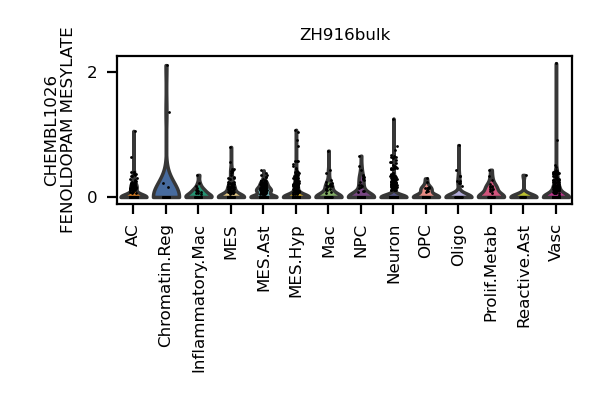 ZH916bulk
CHEMBL1026
FENOLDOPAM MESYLATE
2
0
AC
Chromatin.Reg
Inflammatory.Mac
MES
MES.Ast
MES.Hyp
Mac
NPC
Neuron
OPC
Oligo
Prolif.Metab
Reactive.Ast
Vasc